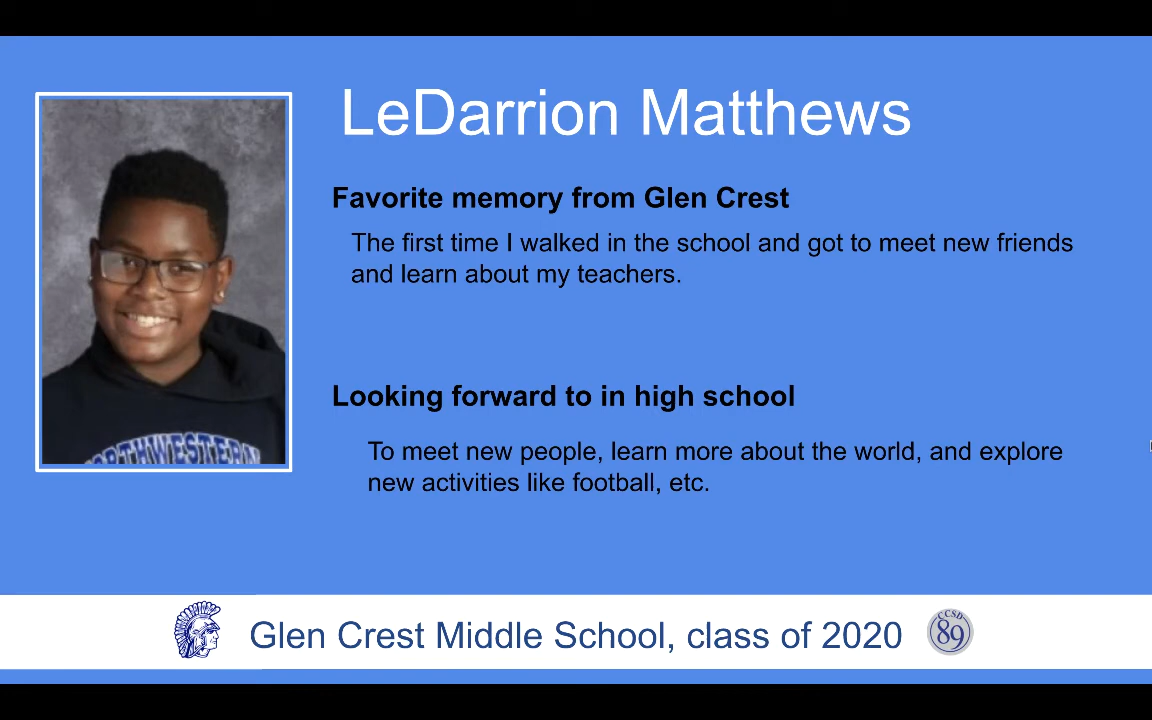 LeDarrion Matthews
Favorite memory from Glen Crest
The first time I walked in the school and got to meet new friends
and learn about my teachers.
Looking forward to in high school
To meet new people, learn more about the world, and explore
new activities like football, etc.
ORTHWESTERN
Glen Crest Middle School, class of 2020
CCSD
89